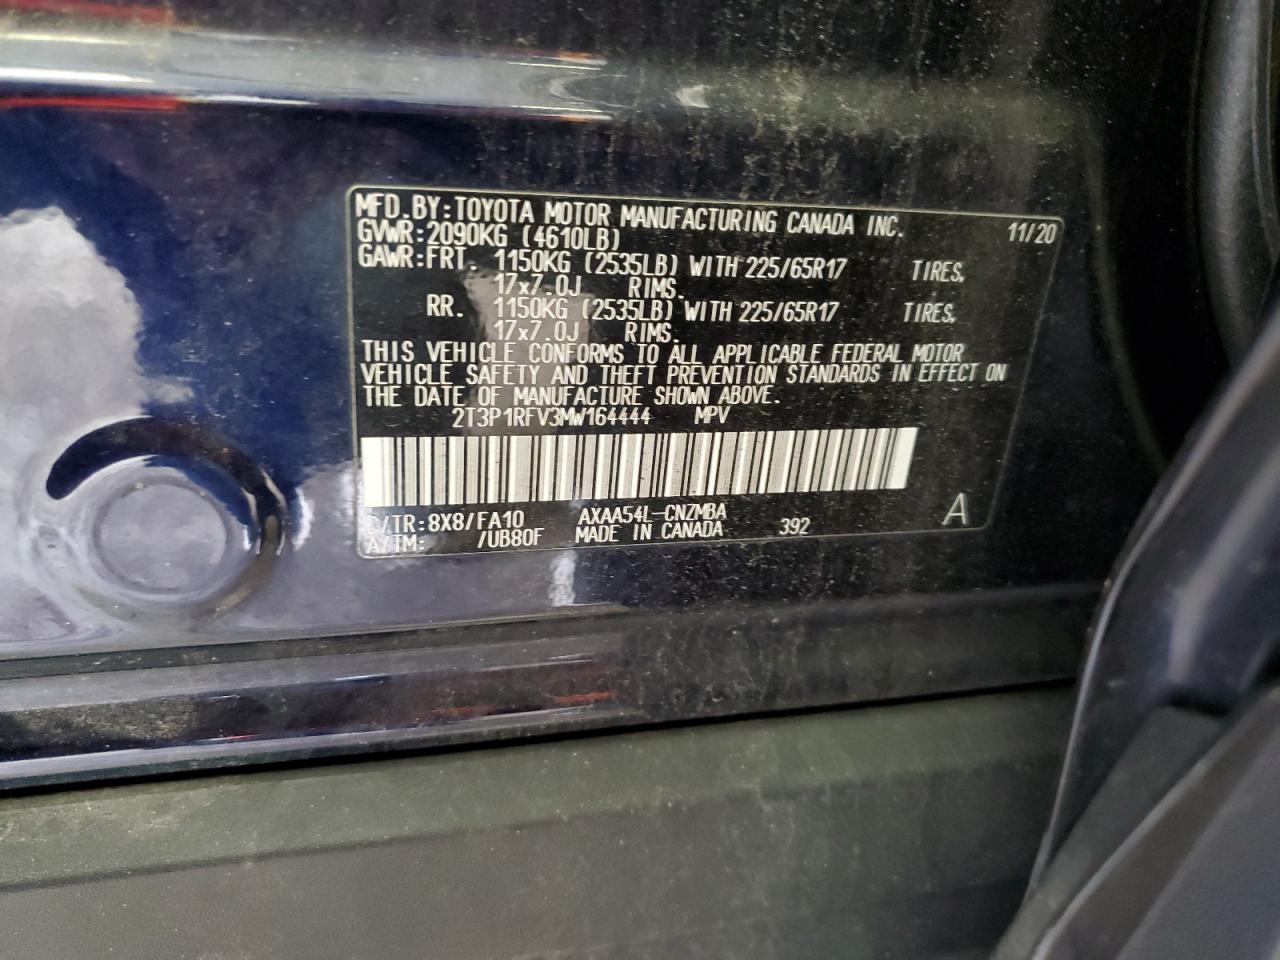 MFD.BY:TOYOTA MOTOR MANUFACTURING CANADA INC. 11/20
GVWR:2090KG (4610LB)
GAWR:FRT. 1150KG (2535LB) WITH 225/65R17 TIRES,
17x7.0J RIMS.
RR. 1150KG (2535LB) WITH 225/65R17 TIRES,
17x7.0J RIMS.
THIS VEHICLE CONFORMS TO ALL APPLICABLE FEDERAL MOTOR
VEHICLE SAFETY AND THEFT PREVENTION STANDARDS IN EFFECT ON
THE DATE OF MANUFACTURE SHOWN ABOVE.
2T3P1RFV3MW164444 MPV
C/TR:8X8/FA10 AXAA54L-CNZMBA
A/TM: /UB80F MADE IN CANADA 392 A